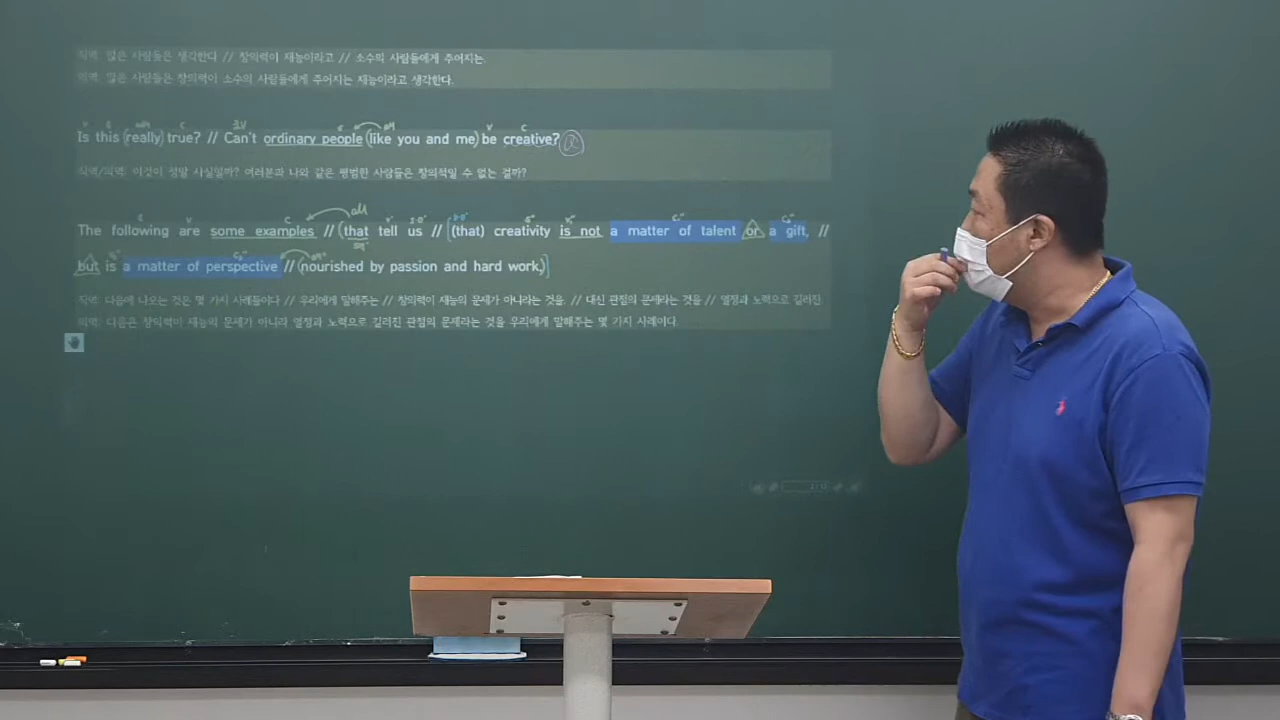 직역: 많은 사람들은 생각한다 // 창의력이 재능이라고 // 소수의 사람들에게 주어지는.
의역: 많은 사람들은 창의력이 소수의 사람들에게 주어지는 재능이라고 생각한다.
Is this (really) true? // Can't ordinary people (like you and me) be creative?
직역/의역: 이것이 정말 사실일까? 여러분과 나와 같은 평범한 사람들은 창의적일 수 없는 걸까?
The following are some examples // (that tell us // [(that) creativity is not a matter of talent or a gift, //
but is a matter of perspective // (nourished by passion and hard work.)]
직역: 다음에 나오는 것은 몇 가지 사례들이다 // 우리에게 말해주는 // 창의력이 재능의 문제가 아니라는 것을 // 대신 관점의 문제라는 것을 // 열정과 노력으로 길러진.
의역: 다음은 창의력이 재능의 문제가 아니라 열정과 노력으로 길러진 관점의 문제라는 것을 우리에게 말해주는 몇 가지 사례이다.